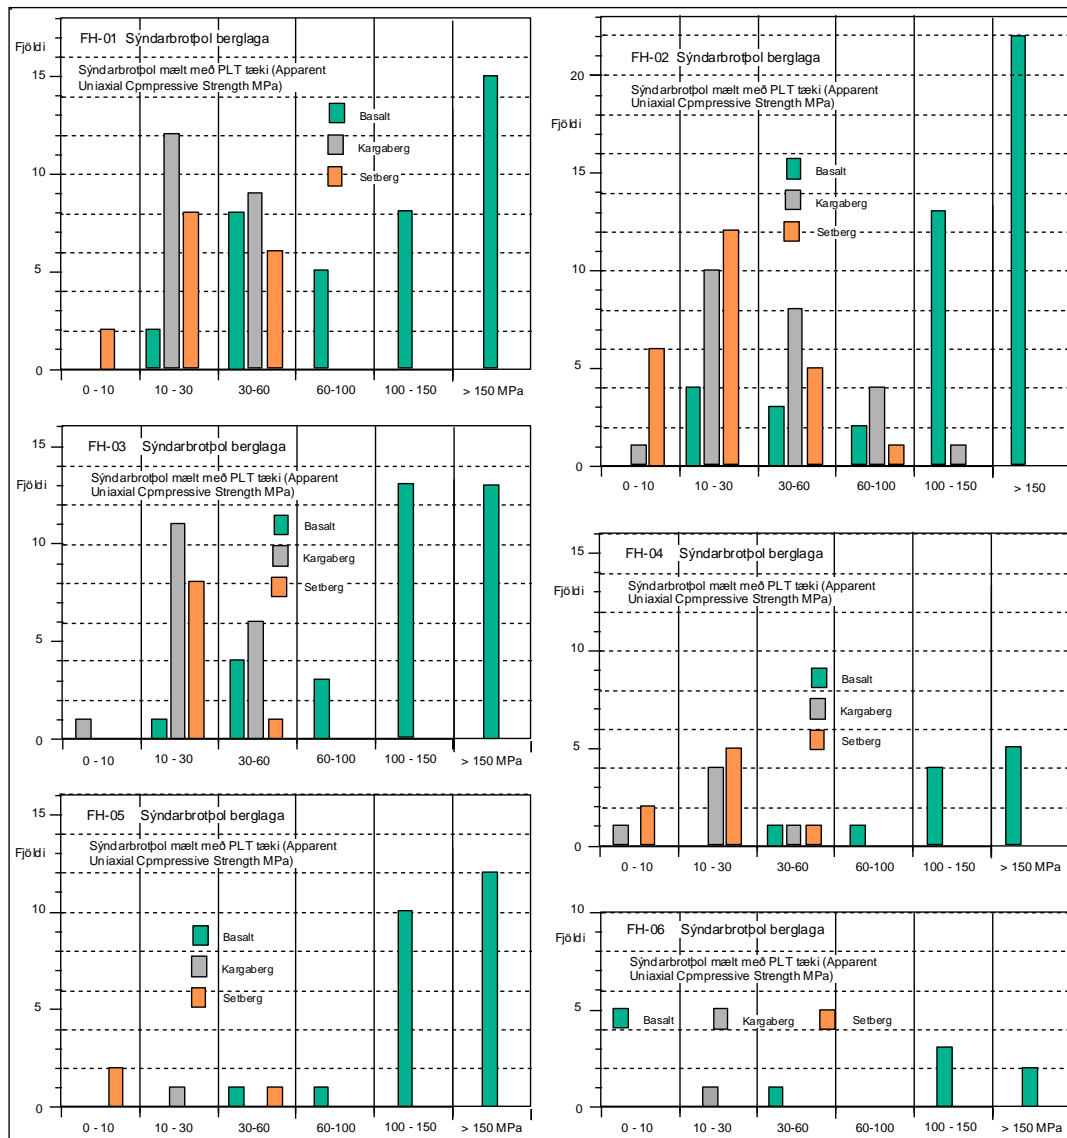 FH-01 Sýndarbrotþol berglaga
Sýndarbrotþol mælt með PLT tæki (Apparent
Uniaxial Cpmpressive Strength MPa)
Fjöldi
15
10
5
0
Basalt
Kargaberg
Setberg
0 - 10
10 - 30
30-60
60-100
100 - 150
> 150 MPa
FH-02 Sýndarbrotþol berglaga
Sýndarbrotþol mælt með PLT tæki (Apparent
Uniaxial Cpmpressive Strength MPa)
Fjöldi
20
15
10
5
0
Basalt
Kargaberg
Setberg
0 - 10
10 - 30
30-60
60-100
100 - 150
> 150
FH-03 Sýndarbrotþol berglaga
Sýndarbrotþol mælt með PLT tæki (Apparent
Uniaxial Cpmpressive Strength MPa)
Fjöldi
15
10
5
0
Basalt
Kargaberg
Setberg
0 - 10
10 - 30
30-60
60-100
100 - 150
> 150 MPa
FH-04 Sýndarbrotþol berglaga
Sýndarbrotþol mælt með PLT tæki (Apparent
Uniaxial Cpmpressive Strength MPa)
Fjöldi
15
10
5
0
Basalt
Kargaberg
Setberg
0 - 10
10 - 30
30-60
60-100
100 - 150
> 150 MPa
FH-05 Sýndarbrotþol berglaga
Sýndarbrotþol mælt með PLT tæki (Apparent
Uniaxial Cpmpressive Strength MPa)
Fjöldi
15
10
5
0
Basalt
Kargaberg
Setberg
0 - 10
10 - 30
30-60
60-100
100 - 150
> 150 MPa
FH-06 Sýndarbrotþol berglaga
Sýndarbrotþol mælt með PLT tæki (Apparent
Uniaxial Cpmpressive Strength MPa)
Fjöldi
10
5
0
Basalt Kargaberg Setberg
0 - 10
10 - 30
30-60
60-100
100 - 150
> 150 MPa